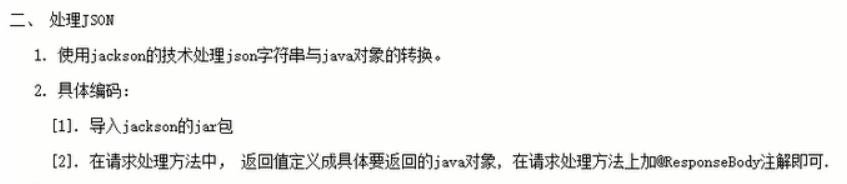 二、 处理JSON
1. 使用jackson的技术处理json字符串与java对象的转换。
2. 具体编码：
[1]. 导入jackson的jar包
[2]. 在请求处理方法中， 返回值定义成具体要返回的java对象, 在请求处理方法上加@ResponseBody注解即可.